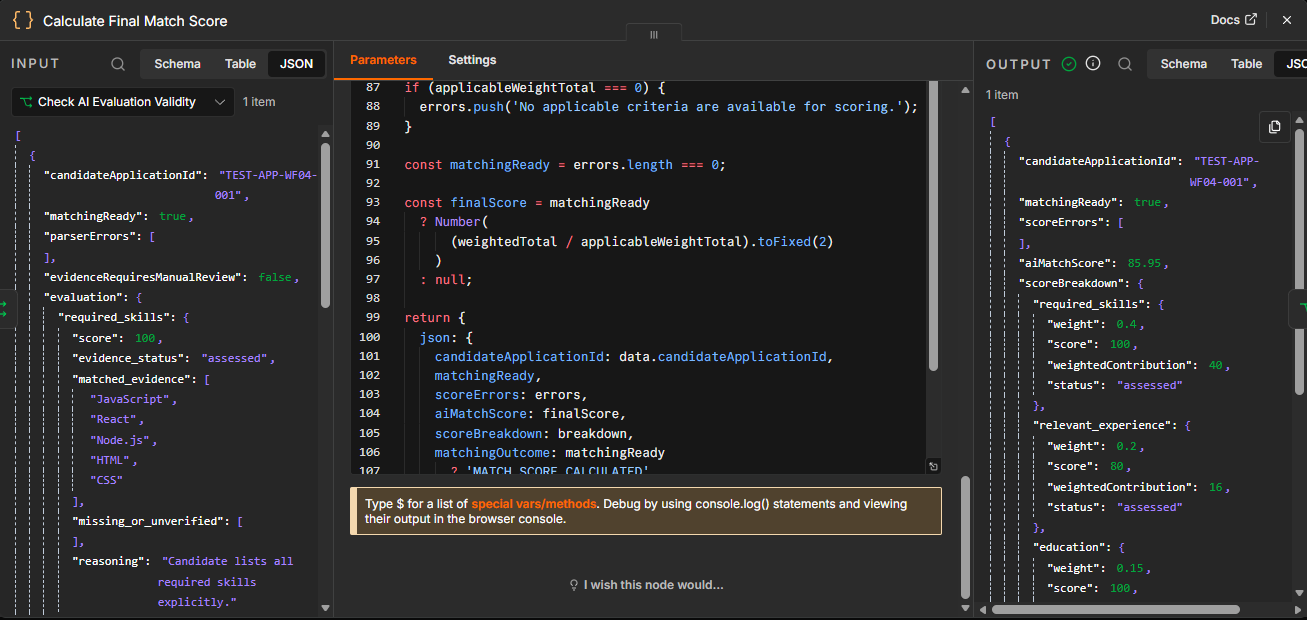 {} Calculate Final Match Score
Docs
INPUT
Schema Table JSON
Check AI Evaluation Validity 1 item
[
{
"candidateApplicationId": "TEST-APP-WF04-
001",
"matchingReady": true,
"parserErrors": [
],
"evidenceRequiresManualReview": false,
"evaluation": {
"required_skills": {
"score": 100,
"evidence_status": "assessed",
"matched_evidence": [
"JavaScript",
"React",
"Node.js",
"HTML",
"CSS"
],
"missing_or_unverified": [
],
"reasoning": "Candidate lists all
required skills
explicitly."
Parameters Settings
87 if (applicableWeightTotal === 0) {
88 errors.push('No applicable criteria are available for scoring.');
89 }
90
91 const matchingReady = errors.length === 0;
92
93 const finalScore = matchingReady
94 ? Number(
95 (weightedTotal / applicableWeightTotal).toFixed(2)
96 )
97 : null;
98
99 return {
100 json: {
101 candidateApplicationId: data.candidateApplicationId,
102 matchingReady,
103 scoreErrors: errors,
104 aiMatchScore: finalScore,
105 scoreBreakdown: breakdown,
106 matchingOutcome: matchingReady
107 ? 'MATCH_SCORE_CALCULATED'
Type $ for a list of special vars/methods. Debug by using console.log() statements and viewing
their output in the browser console.
I wish this node would...
OUTPUT
Schema Table JSO
1 item
[
{
"candidateApplicationId": "TEST-APP-
WF04-001",
"matchingReady": true,
"scoreErrors": [
],
"aiMatchScore": 85.95,
"scoreBreakdown": {
"required_skills": {
"weight": 0.4,
"score": 100,
"weightedContribution": 40,
"status": "assessed"
},
"relevant_experience": {
"weight": 0.2,
"score": 80,
"weightedContribution": 16,
"status": "assessed"
},
"education": {
"weight": 0.15,
"score": 100,